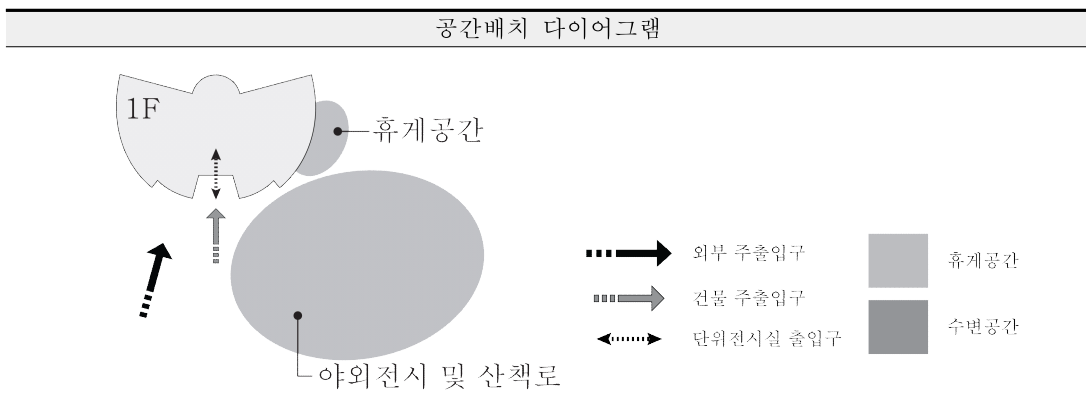 공간배치 다이어그램
1F
휴게공간
외부 주출입구
휴게공간
건물 주출입구
수변공간
단위전시실 출입구
야외전시 및 산책로